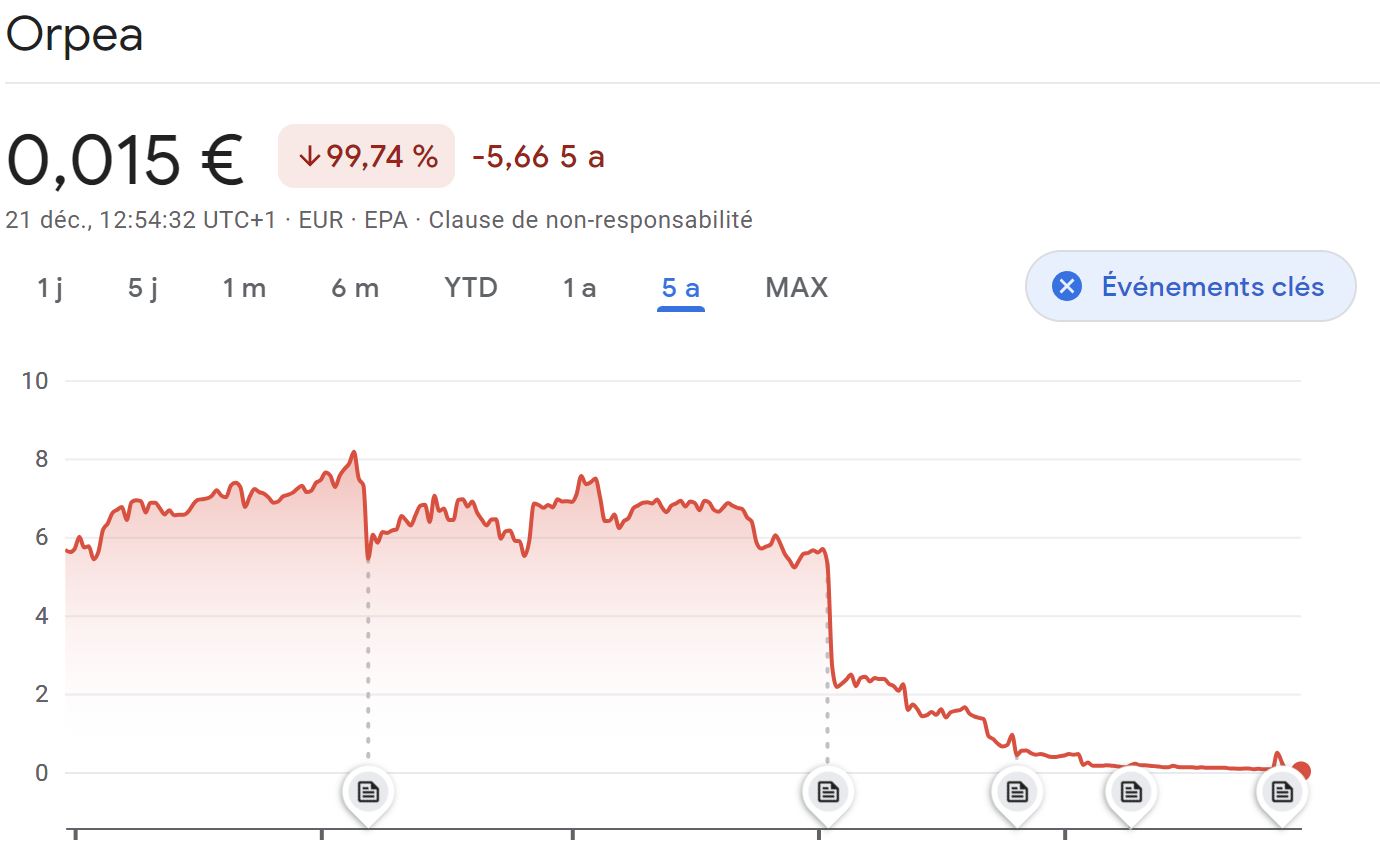 Orpea
0,015 € ↓99,74 % -5,66 5 a
21 déc., 12:54:32 UTC+1 · EUR · EPA · Clause de non-responsabilité
1 j 5 j 1 m 6 m YTD 1 a 5 a MAX Événements clés
10
8
6
4
2
0